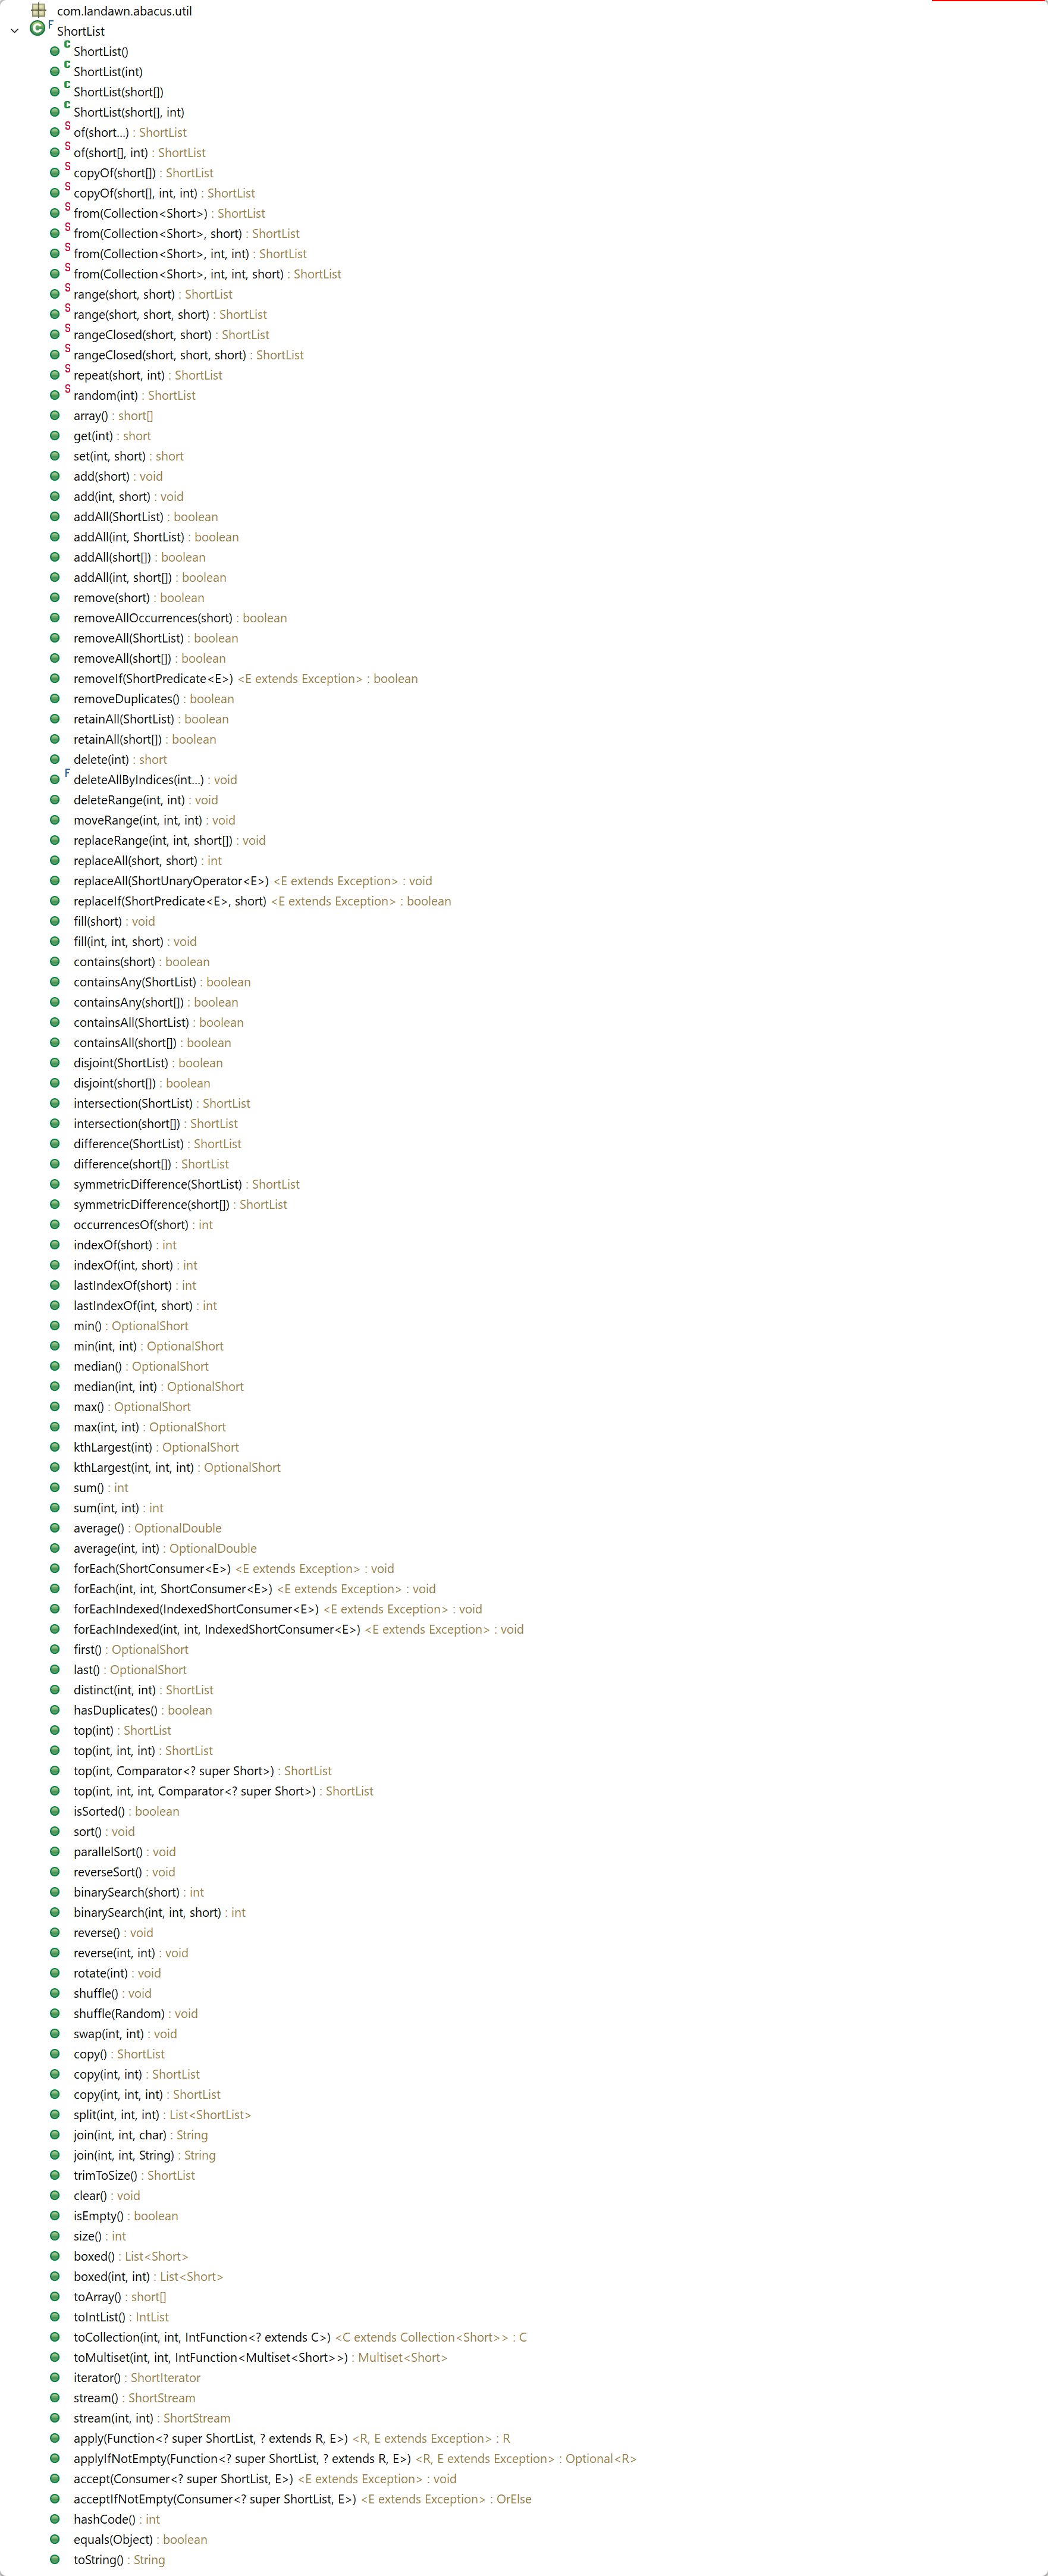 com.landawn.abacus.util
ShortList
ShortList()
ShortList(int)
ShortList(short[])
ShortList(short[], int)
of(short...) : ShortList
of(short[], int) : ShortList
copyOf(short[]) : ShortList
copyOf(short[], int, int) : ShortList
from(Collection<Short>) : ShortList
from(Collection<Short>, short) : ShortList
from(Collection<Short>, int, int) : ShortList
from(Collection<Short>, int, int, short) : ShortList
range(short, short) : ShortList
range(short, short, short) : ShortList
rangeClosed(short, short) : ShortList
rangeClosed(short, short, short) : ShortList
repeat(short, int) : ShortList
random(int) : ShortList
array() : short[]
get(int) : short
set(int, short) : short
add(short) : void
add(int, short) : void
addAll(ShortList) : boolean
addAll(int, ShortList) : boolean
addAll(short[]) : boolean
addAll(int, short[]) : boolean
remove(short) : boolean
removeAllOccurrences(short) : boolean
removeAll(ShortList) : boolean
removeAll(short[]) : boolean
removeIf(ShortPredicate<E>) <E extends Exception> : boolean
removeDuplicates() : boolean
retainAll(ShortList) : boolean
retainAll(short[]) : boolean
delete(int) : short
deleteAllByIndices(int...) : void
deleteRange(int, int) : void
moveRange(int, int, int) : void
replaceRange(int, int, short[]) : void
replaceAll(short, short) : int
replaceAll(ShortUnaryOperator<E>) <E extends Exception> : void
replaceIf(ShortPredicate<E>, short) <E extends Exception> : boolean
fill(short) : void
fill(int, int, short) : void
contains(short) : boolean
containsAny(ShortList) : boolean
containsAny(short[]) : boolean
containsAll(ShortList) : boolean
containsAll(short[]) : boolean
disjoint(ShortList) : boolean
disjoint(short[]) : boolean
intersection(ShortList) : ShortList
intersection(short[]) : ShortList
difference(ShortList) : ShortList
difference(short[]) : ShortList
symmetricDifference(ShortList) : ShortList
symmetricDifference(short[]) : ShortList
occurrencesOf(short) : int
indexOf(short) : int
indexOf(int, short) : int
lastIndexOf(short) : int
lastIndexOf(int, short) : int
min() : OptionalShort
min(int, int) : OptionalShort
median() : OptionalShort
median(int, int) : OptionalShort
max() : OptionalShort
max(int, int) : OptionalShort
kthLargest(int) : OptionalShort
kthLargest(int, int, int) : OptionalShort
sum() : int
sum(int, int) : int
average() : OptionalDouble
average(int, int) : OptionalDouble
forEach(ShortConsumer<E>) <E extends Exception> : void
forEach(int, int, ShortConsumer<E>) <E extends Exception> : void
forEachIndexed(IndexedShortConsumer<E>) <E extends Exception> : void
forEachIndexed(int, int, IndexedShortConsumer<E>) <E extends Exception> : void
first() : OptionalShort
last() : OptionalShort
distinct(int, int) : ShortList
hasDuplicates() : boolean
top(int) : ShortList
top(int, int, int) : ShortList
top(int, Comparator<? super Short>) : ShortList
top(int, int, int, Comparator<? super Short>) : ShortList
isSorted() : boolean
sort() : void
parallelSort() : void
reverseSort() : void
binarySearch(short) : int
binarySearch(int, int, short) : int
reverse() : void
reverse(int, int) : void
rotate(int) : void
shuffle() : void
shuffle(Random) : void
swap(int, int) : void
copy() : ShortList
copy(int, int) : ShortList
copy(int, int, int) : ShortList
split(int, int, int) : List<ShortList>
join(int, int, char) : String
join(int, int, String) : String
trimToSize() : ShortList
clear() : void
isEmpty() : boolean
size() : int
boxed() : List<Short>
boxed(int, int) : List<Short>
toArray() : short[]
toIntList() : IntList
toCollection(int, int, IntFunction<? extends C>) <C extends Collection<Short>> : C
toMultiset(int, int, IntFunction<Multiset<Short>>) : Multiset<Short>
iterator() : ShortIterator
stream() : ShortStream
stream(int, int) : ShortStream
apply(Function<? super ShortList, ? extends R, E>) <R, E extends Exception> : R
applyIfNotEmpty(Function<? super ShortList, ? extends R, E>) <R, E extends Exception> : Optional<R>
accept(Consumer<? super ShortList, E>) <E extends Exception> : void
acceptIfNotEmpty(Consumer<? super ShortList, E>) <E extends Exception> : OrElse
hashCode() : int
equals(Object) : boolean
toString() : String